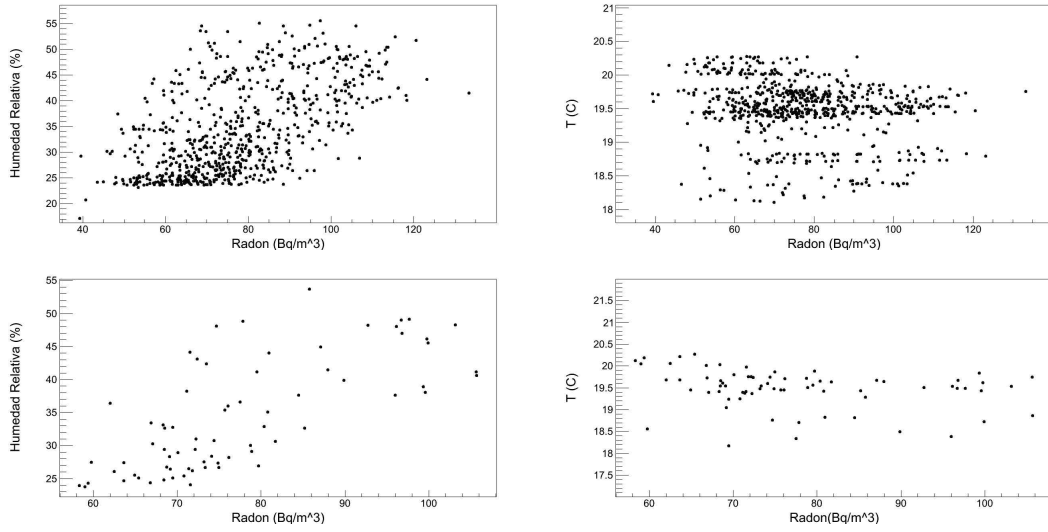 Humedad Relativa (%)
55
50
45
40
35
30
25
20
40 60 80 100 120
Radon (Bq/m^3)
T (C)
21
20.5
20
19.5
19
18.5
18
40 60 80 100 120
Radon (Bq/m^3)
Humedad Relativa (%)
55
50
45
40
35
30
25
60 70 80 90 100
Radon (Bq/m^3)
T (C)
21.5
21
20.5
20
19.5
19
18.5
18
17.5
60 70 80 90 100
Radon(Bq/m^3)